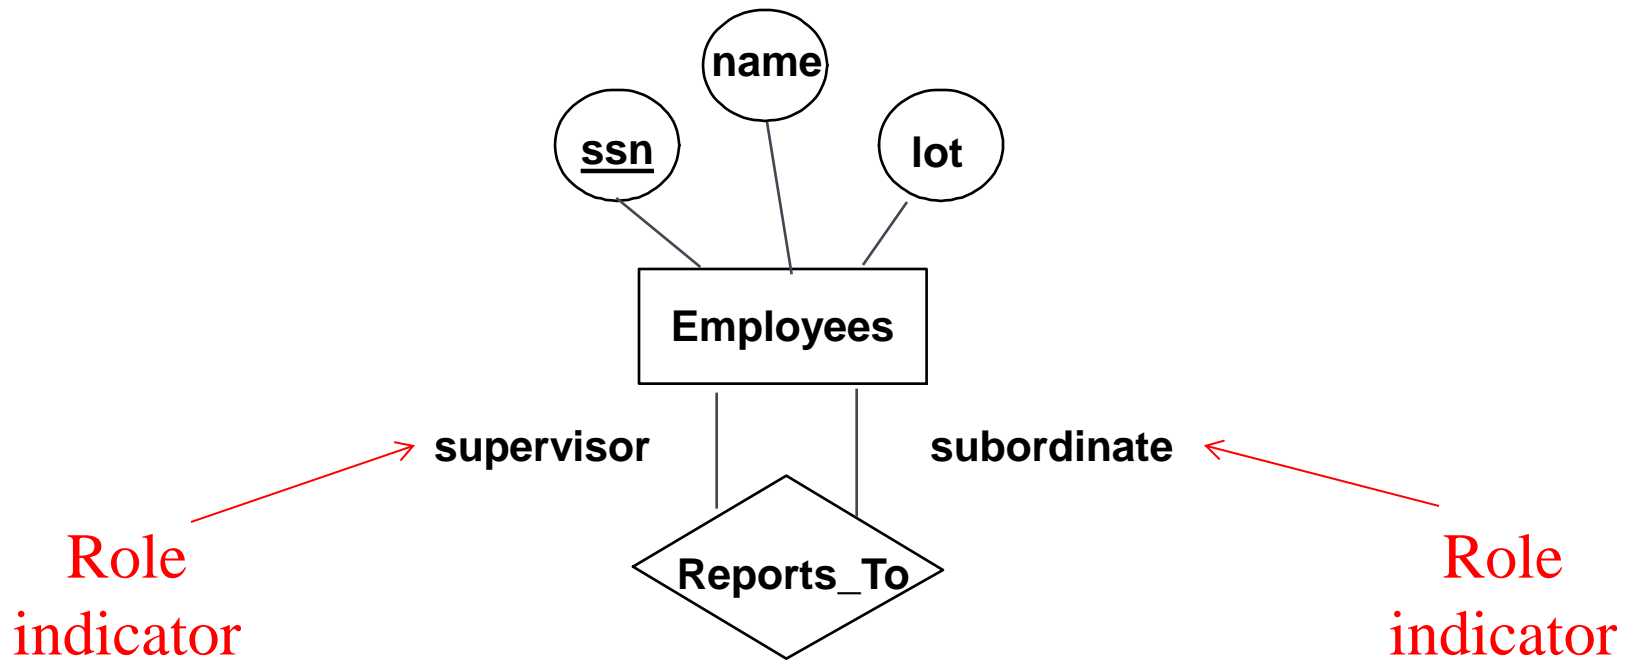 name
ssn
lot
Employees
supervisor
subordinate
Role
indicator
Reports_To
Role
indicator